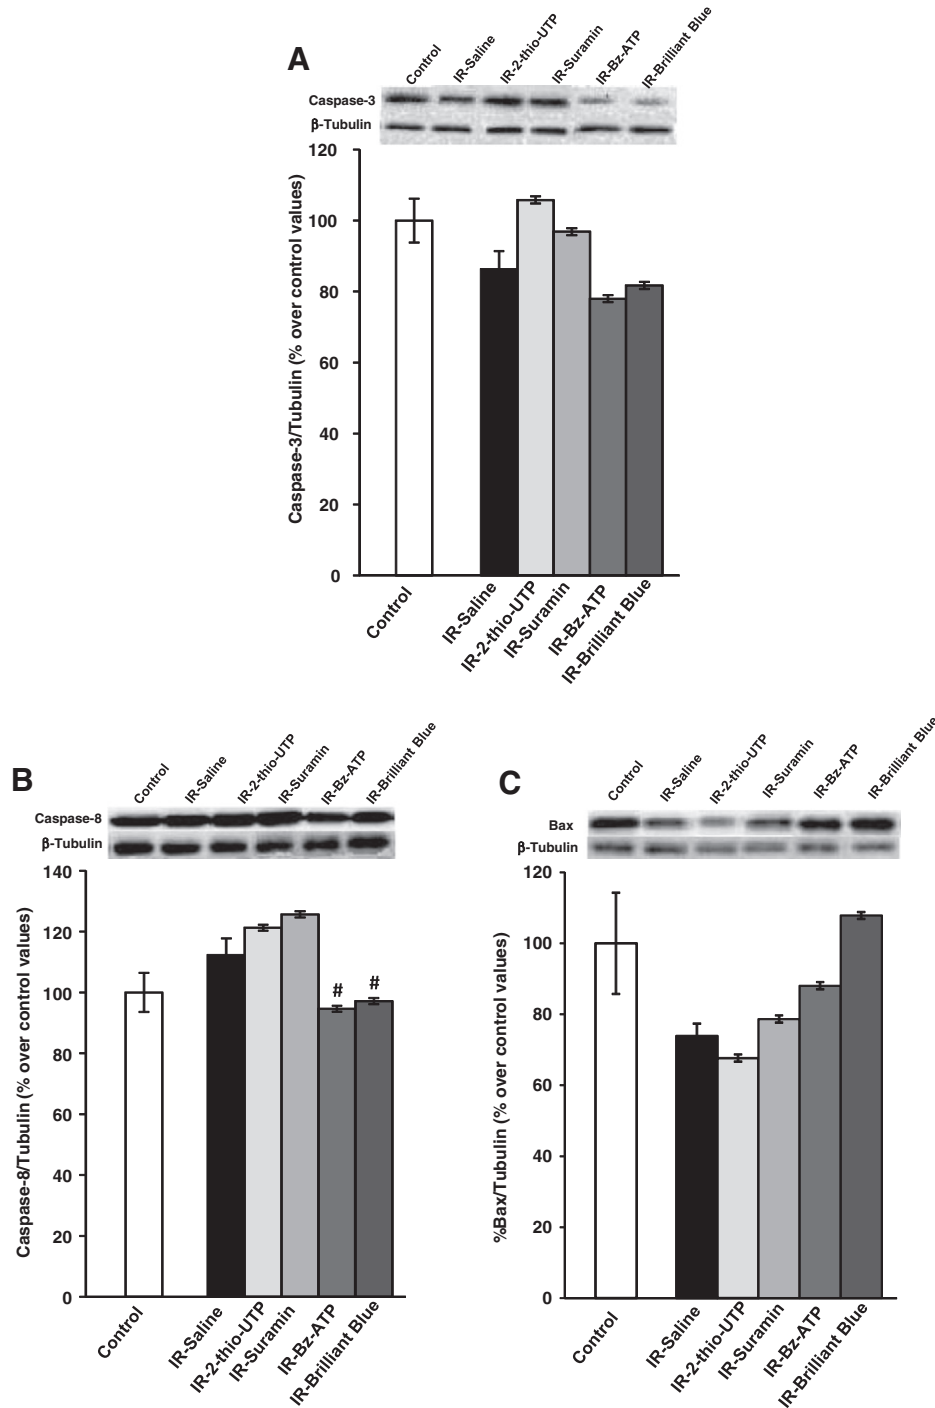 A
Control
IR-Saline
IR-2-thio-UTP
IR-Suramin
IR-Bz-ATP
IR-Brilliant Blue
Caspase-3
β-Tubulin
Caspase-3/Tubulin (% over control values)
120
100
80
60
40
20
0
Control
IR-Saline
IR-2-thio-UTP
IR-Suramin
IR-Bz-ATP
IR-Brilliant Blue
B
Control
IR-Saline
IR-2-thio-UTP
IR-Suramin
IR-Bz-ATP
IR-Brilliant Blue
Caspase-8
β-Tubulin
Caspase-8/Tubulin (% over control values)
140
120
100
80
60
40
20
0
# #
Control
IR-Saline
IR-2-thio-UTP
IR-Suramin
IR-Bz-ATP
IR-Brilliant Blue
C
Control
IR-Saline
IR-2-thio-UTP
IR-Suramin
IR-Bz-ATP
IR-Brilliant Blue
Bax
β-Tubulin
%Bax/Tubulin (% over control values)
120
100
80
60
40
20
0
Control
IR-Saline
IR-2-thio-UTP
IR-Suramin
IR-Bz-ATP
IR-Brilliant Blue